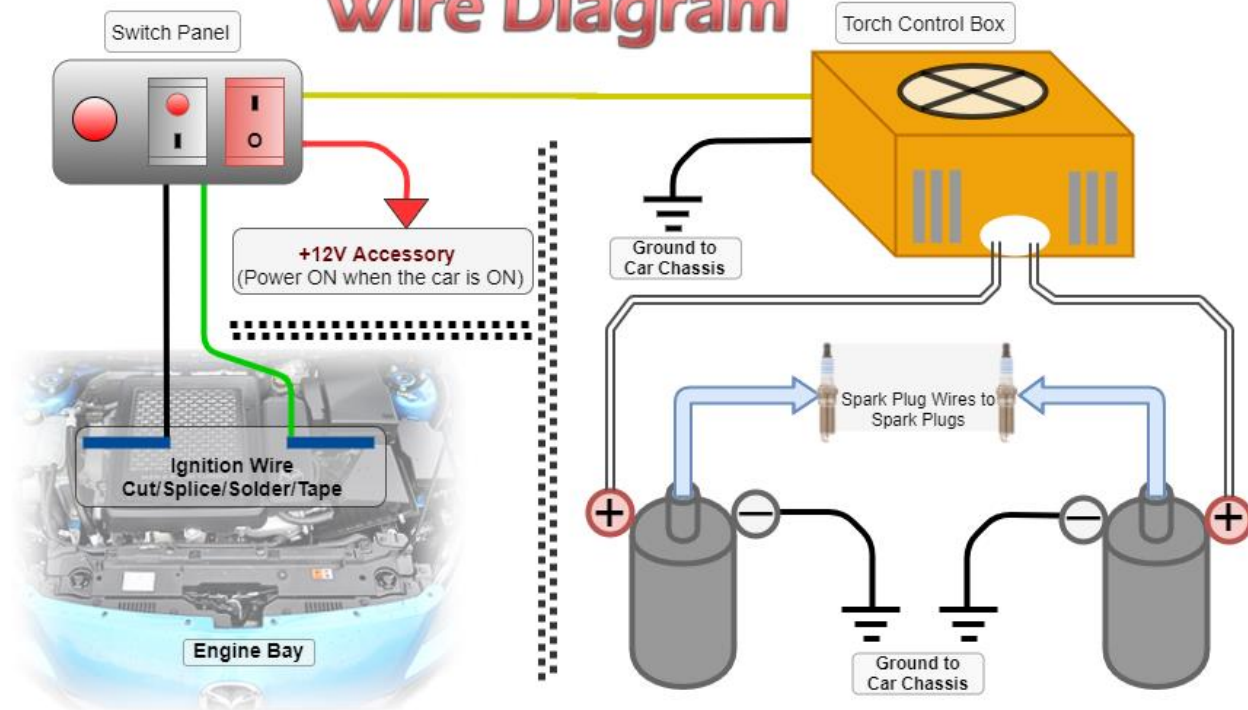 Wire Diagram
Switch Panel
Torch Control Box
I
I
O
+12V Accessory
(Power ON when the car is ON)
Ground to
Car Chassis
Spark Plug Wires to
Spark Plugs
Ignition Wire
Cut/Splice/Solder/Tape
+
−
−
+
Engine Bay
Ground to
Car Chassis